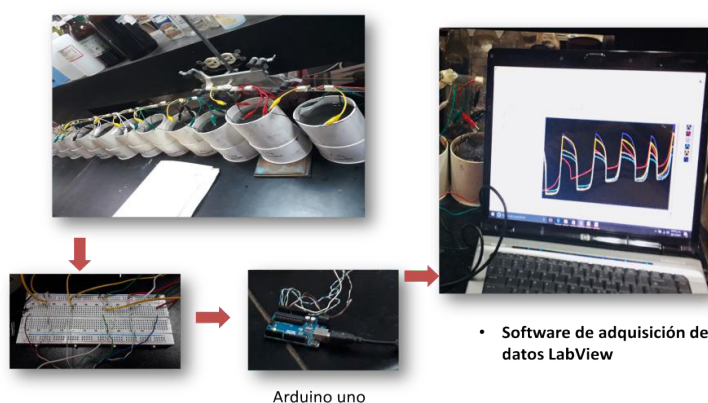 • Software de adquisición de
datos LabView
Arduino uno